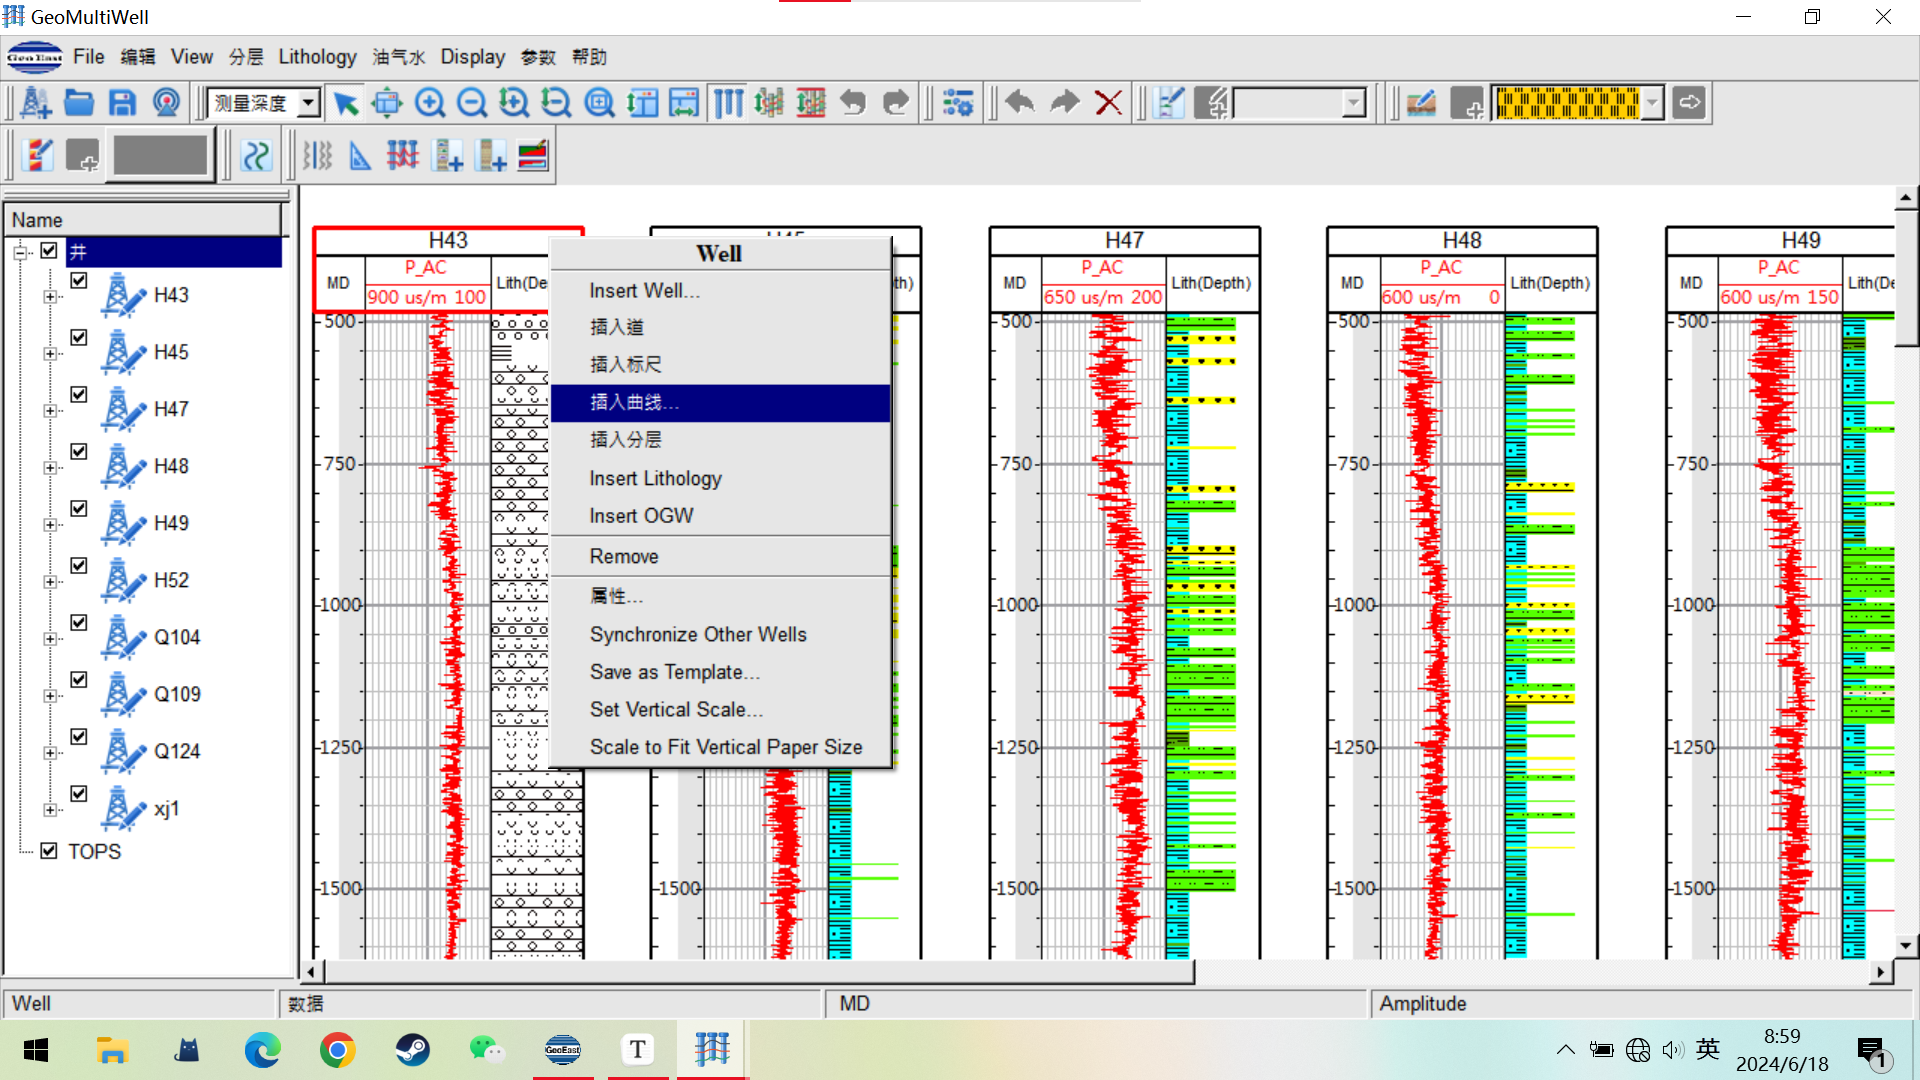 GeoMultiWell
GeoEast File 编辑 View 分层 Lithology 油气水 Display 参数 帮助
测量深度
Name
井
H43
H45
H47
H48
H49
H52
Q104
Q109
Q124
xj1
TOPS
H43
MD P_AC Lith(De
900 us/m 100
-500-
-750-
-1000-
-1250-
-1500-
Well
Insert Well...
插入道
插入标尺
插入曲线...
插入分层
Insert Lithology
Insert OGW
Remove
属性...
Synchronize Other Wells
Save as Template...
Set Vertical Scale...
Scale to Fit Vertical Paper Size
th)
-1500-
H47
MD P_AC Lith(Depth)
650 us/m 200
-500-
-750-
-1000-
-1250-
-1500-
H48
MD P_AC Lith(Depth)
600 us/m 0
-500-
-750-
-1000-
-1250-
-1500-
H49
MD P_AC Lith(De
600 us/m 150
-500-
-750-
-1000-
-1250-
-1500-
Well 数据 MD Amplitude
GeoEast T
英
8:59
2024/6/18
1